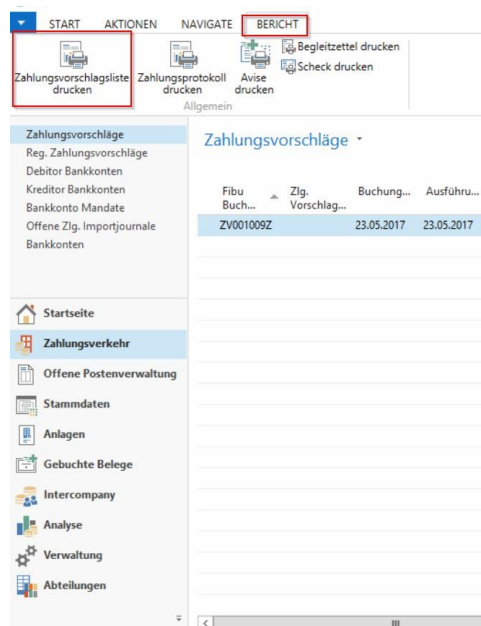 START AKTIONEN NAVIGATE BERICHT
Zahlungsvorschlagsliste drucken
Zahlungsprotokoll drucken
Avise drucken
Begleitzettel drucken
Scheck drucken
Allgemein
Zahlungsvorschläge
Reg. Zahlungsvorschläge
Debitor Bankkonten
Kreditor Bankkonten
Bankkonto Mandate
Offene Zlg. Importjournale
Bankkonten
Startseite
Zahlungsverkehr
Offene Postenverwaltung
Stammdaten
Anlagen
Gebuchte Belege
Intercompany
Analyse
Verwaltung
Abteilungen
Zahlungsvorschläge
Fibu Buch... Zlg. Vorschlag... Buchung... Ausführu...
ZV001009Z 23.05.2017 23.05.2017